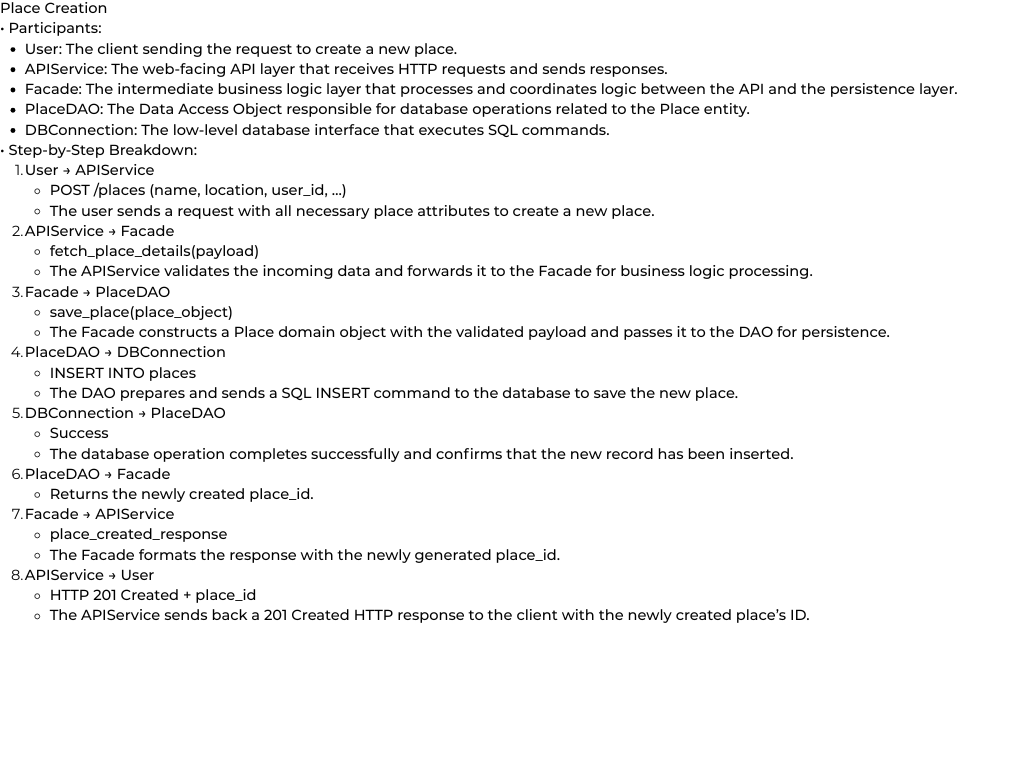 Place Creation
• Participants:
• User: The client sending the request to create a new place.
• APIService: The web-facing API layer that receives HTTP requests and sends responses.
• Facade: The intermediate business logic layer that processes and coordinates logic between the API and the persistence layer.
• PlaceDAO: The Data Access Object responsible for database operations related to the Place entity.
• DBConnection: The low-level database interface that executes SQL commands.
• Step-by-Step Breakdown:
1. User → APIService
◦ POST /places (name, location, user_id, ...)
◦ The user sends a request with all necessary place attributes to create a new place.
2. APIService → Facade
◦ fetch_place_details(payload)
◦ The APIService validates the incoming data and forwards it to the Facade for business logic processing.
3. Facade → PlaceDAO
◦ save_place(place_object)
◦ The Facade constructs a Place domain object with the validated payload and passes it to the DAO for persistence.
4. PlaceDAO → DBConnection
◦ INSERT INTO places
◦ The DAO prepares and sends a SQL INSERT command to the database to save the new place.
5. DBConnection → PlaceDAO
◦ Success
◦ The database operation completes successfully and confirms that the new record has been inserted.
6. PlaceDAO → Facade
◦ Returns the newly created place_id.
7. Facade → APIService
◦ place_created_response
◦ The Facade formats the response with the newly generated place_id.
8. APIService → User
◦ HTTP 201 Created + place_id
◦ The APIService sends back a 201 Created HTTP response to the client with the newly created place’s ID.